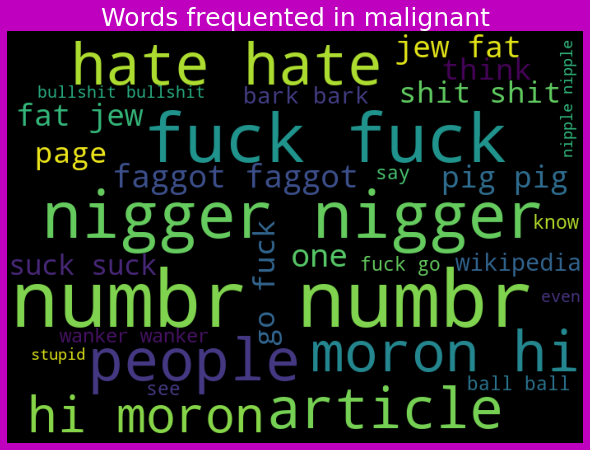 Words frequented in malignant
hate hate
jew fat
think
nipple nipple
bullshit bullshit
bark bark
shit shit
fat jew
fuck fuck
page
faggot faggot
say
pig pig
nigger nigger
know
go fuck
suck suck
one
fuck go
wikipedia
numbr numbr
even
wanker wanker
people
moron hi
stupid
see
ball ball
hi moron
article